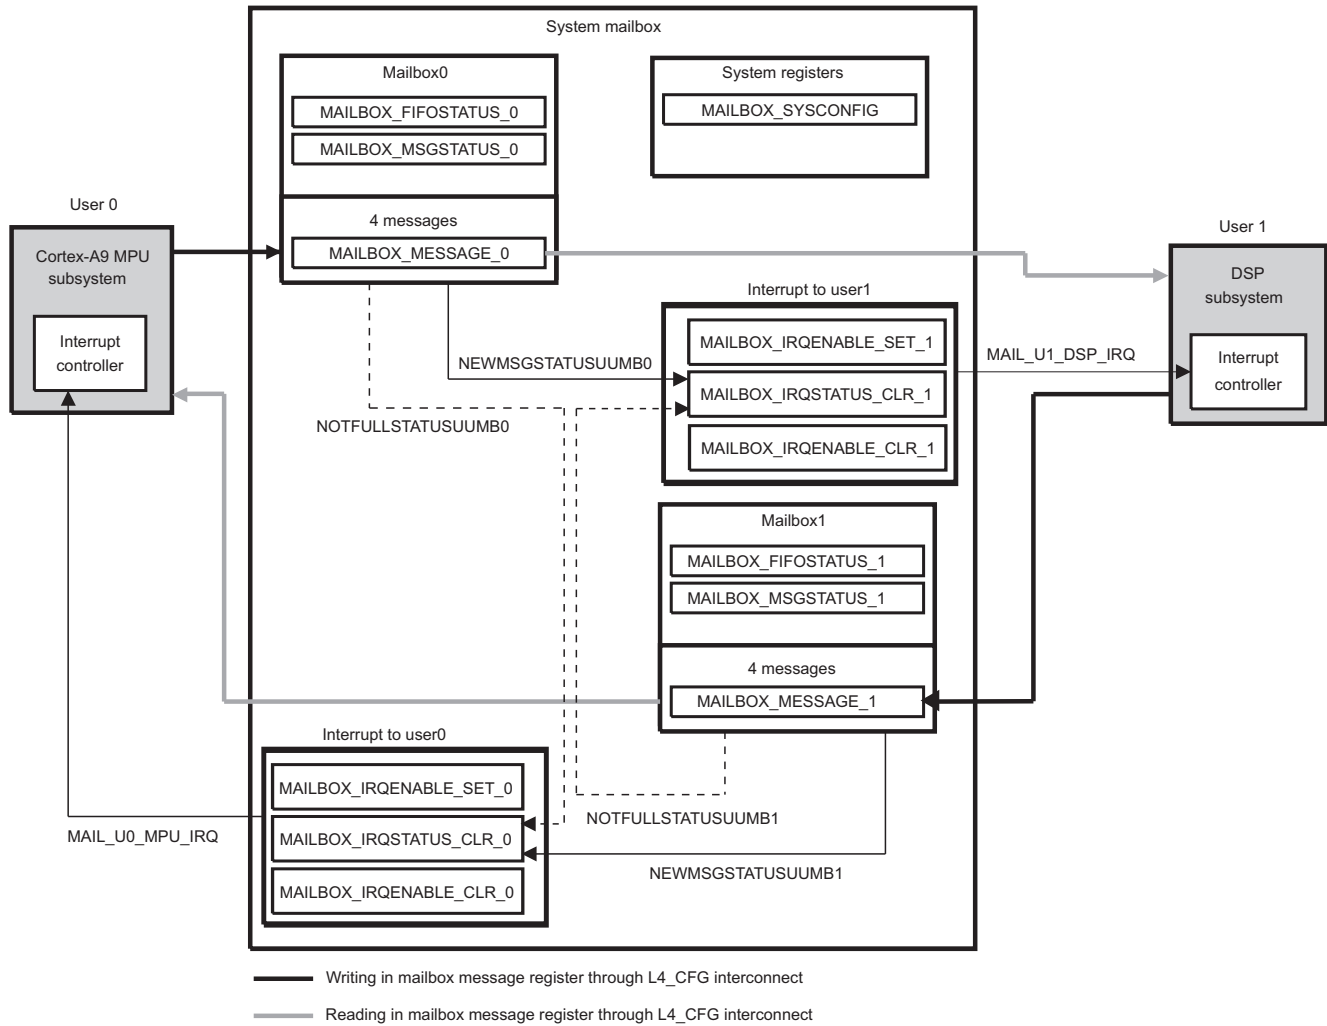 System mailbox
Mailbox0
MAILBOX_FIFOSTATUS_0
MAILBOX_MSGSTATUS_0
4 messages
MAILBOX_MESSAGE_0
System registers
MAILBOX_SYSCONFIG
User 0
Cortex-A9 MPU
subsystem
Interrupt
controller
User 1
DSP
subsystem
Interrupt
controller
Interrupt to user1
MAILBOX_IRQENABLE_SET_1
MAILBOX_IRQSTATUS_CLR_1
MAILBOX_IRQENABLE_CLR_1
NEWMSGSTATUSUUMB0
NOTFULLSTATUSUUMB0
MAIL_U1_DSP_IRQ
Mailbox1
MAILBOX_FIFOSTATUS_1
MAILBOX_MSGSTATUS_1
4 messages
MAILBOX_MESSAGE_1
Interrupt to user0
MAILBOX_IRQENABLE_SET_0
MAILBOX_IRQSTATUS_CLR_0
MAILBOX_IRQENABLE_CLR_0
MAIL_U0_MPU_IRQ
NOTFULLSTATUSUUMB1
NEWMSGSTATUSUUMB1
Writing in mailbox message register through L4_CFG interconnect
Reading in mailbox message register through L4_CFG interconnect